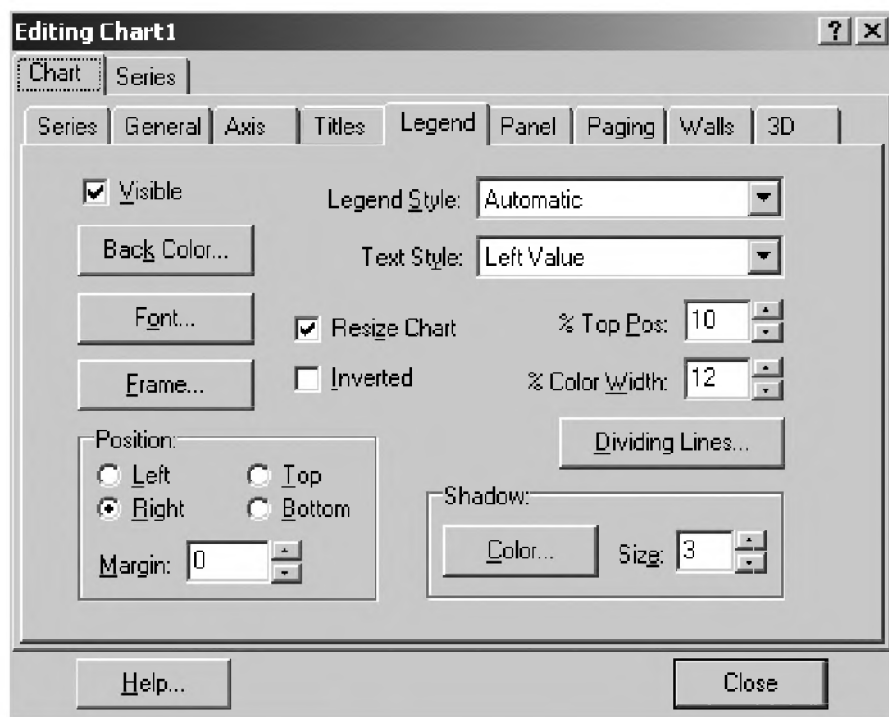 Editing Chart1
Chart Series
Series General Axis Titles Legend Panel Paging Walls 3D
Visible
Legend Style: Automatic
Back Color...
Text Style: Left Value
Font...
Resize Chart
% Top Pos: 10
Frame...
Inverted
% Color Width: 12
Dividing Lines...
Position:
Left Top
Right Bottom
Margin: 0
Shadow:
Color... Size: 3
Help... Close